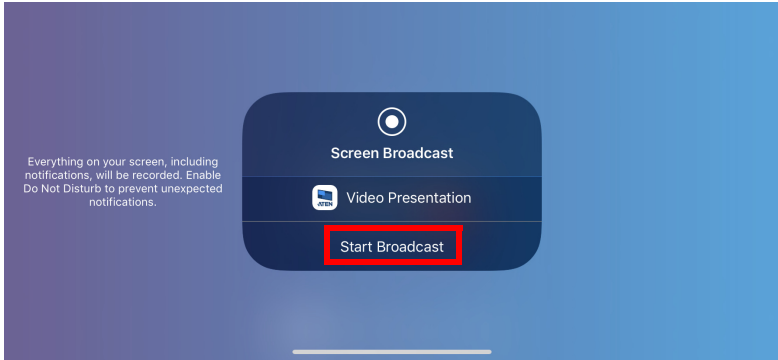 Everything on your screen, including
notifications, will be recorded. Enable
Do Not Disturb to prevent unexpected
notifications.
Screen Broadcast
ATEN
Video Presentation
Start Broadcast